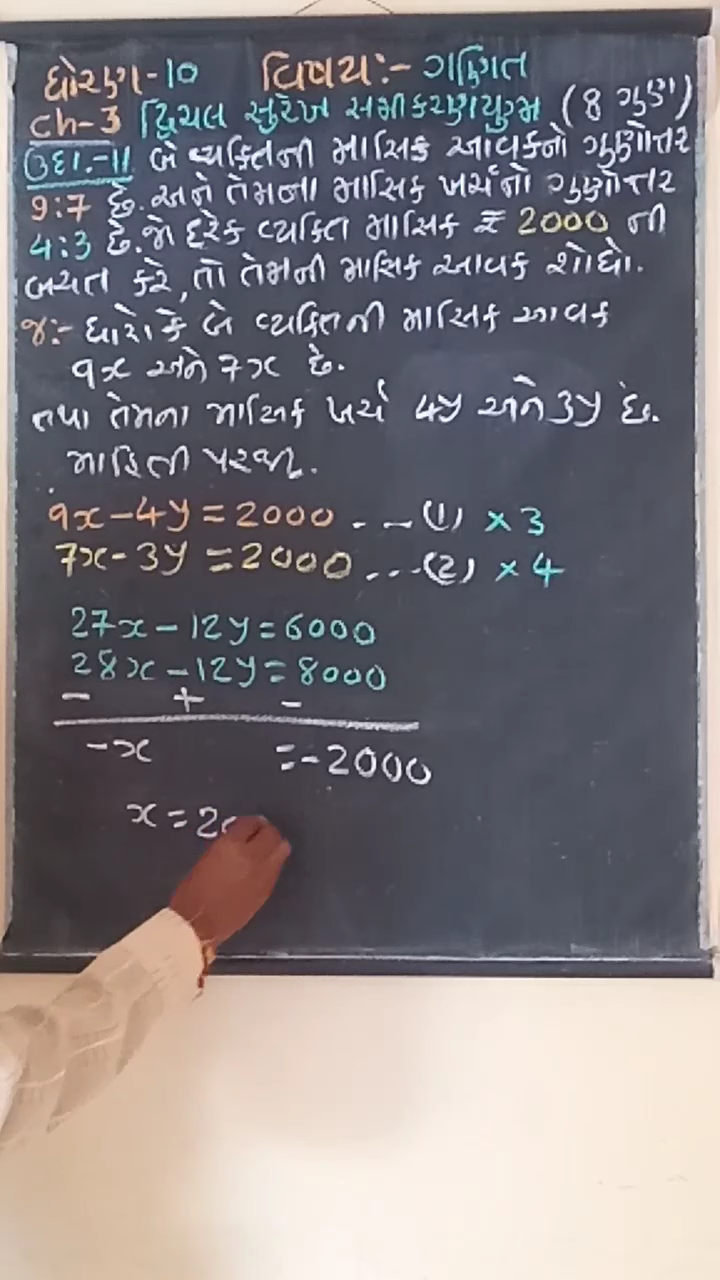 ધોરણ-10 વિષય:- ગણિત
ch-3 દ્વિચલ સુરેખ સમીકરણયુગ્મ (8 ગુણ)
ઉદા.-11 બે વ્યક્તિની માસિક આવકનો ગુણોત્તર
9:7 છે. અને તેમના માસિક ખર્ચનો ગુણોત્તર
4:3 છે. જો દરેક વ્યક્તિ માસિક ₹ 2000 ની
બચત કરે, તો તેમની માસિક આવક શોધો.
જ:- ધારો કે બે વ્યક્તિની માસિક આવક
9x અને 7x છે.
તથા તેમના માસિક ખર્ચ 4y અને 3y છે.
માહિતી પરથી.
9x-4y=2000 ...(1) × 3
7x-3y=2000 ...(2) × 4
27x-12y=6000
28x-12y=8000
- + -
-x =-2000
x=20